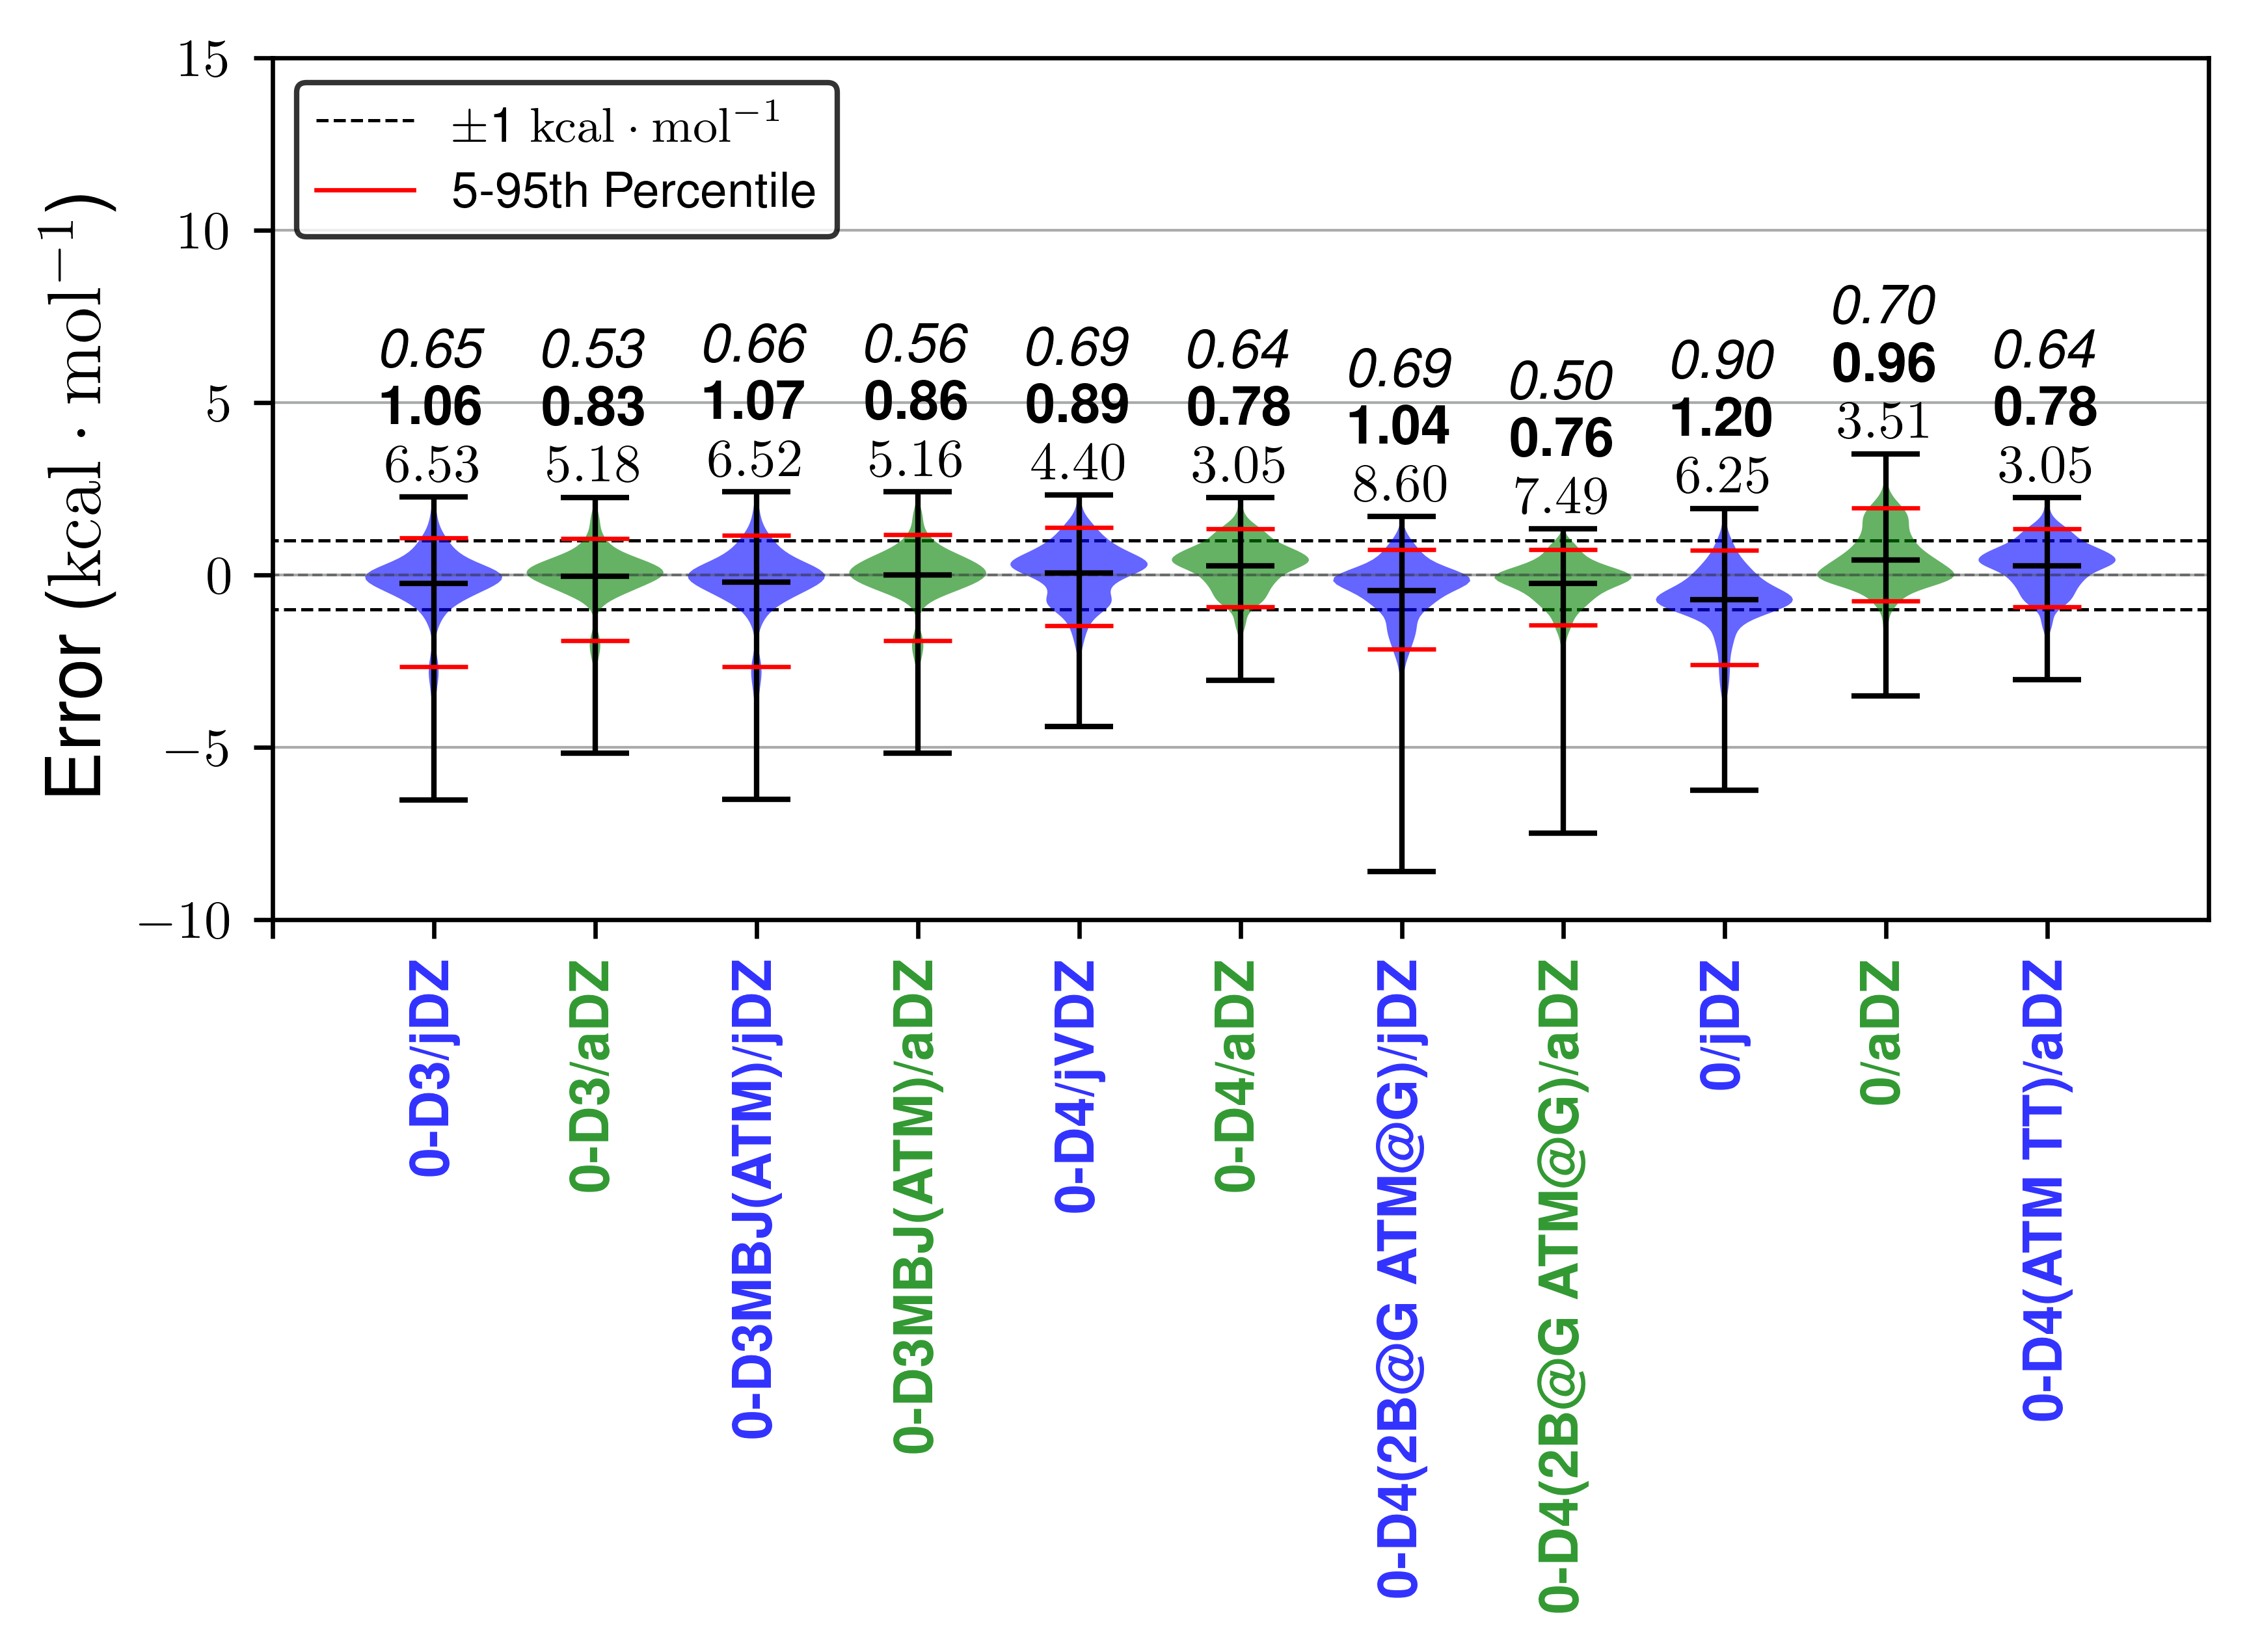 15
10
5
0
−5
−10
Error (kcal · mol⁻¹)
±1 kcal · mol⁻¹
5-95th Percentile
0.65
1.06
6.53
0.53
0.83
5.18
0.66
1.07
6.52
0.56
0.86
5.16
0.69
0.89
4.40
0.64
0.78
3.05
0.69
1.04
8.60
0.50
0.76
7.49
0.90
1.20
6.25
0.70
0.96
3.51
0.64
0.78
3.05
0-D3/jDZ
0-D3/aDZ
0-D3MBJ(ATM)/jDZ
0-D3MBJ(ATM)/aDZ
0-D4/jVDZ
0-D4/aDZ
0-D4(2B@G ATM@G)/jDZ
0-D4(2B@G ATM@G)/aDZ
0/jDZ
0/aDZ
0-D4(ATM TT)/aDZ